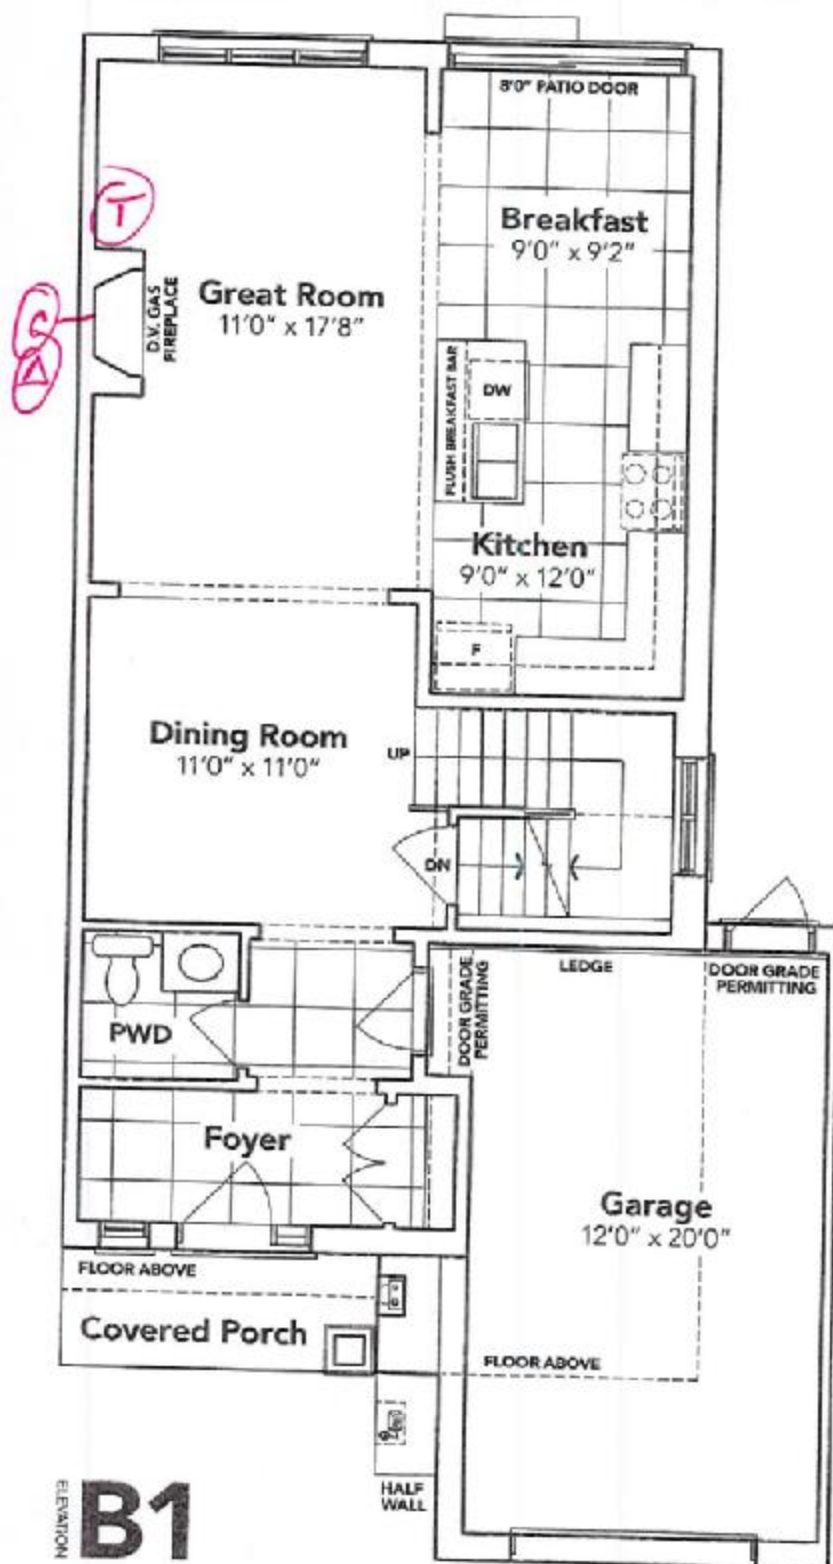 8'0" PATIO DOOR
Breakfast
9'0" x 9'2"
T
Great Room
11'0" x 17'8"
D.V. GAS
FIREPLACE
C
FLUSH BREAKFAST BAR
DW
Kitchen
9'0" x 12'0"
F
Dining Room
11'0" x 11'0"
UP
DN
LEDGE
DOOR GRADE
PERMITTING
DOOR GRADE
PERMITTING
PWD
Foyer
Garage
12'0" x 20'0"
FLOOR ABOVE
Covered Porch
FLOOR ABOVE
HALF
WALL
ELEVATION
B1